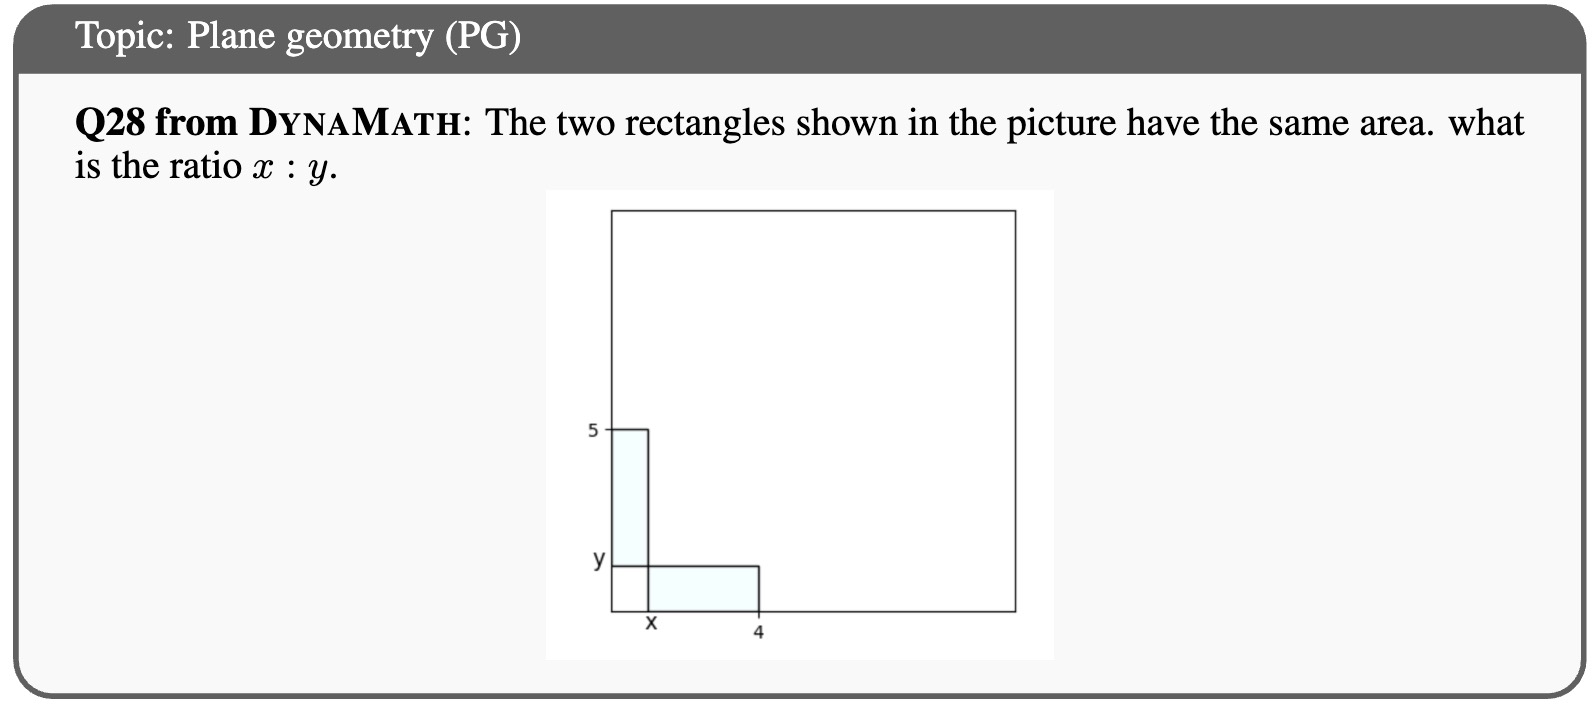 Topic: Plane geometry (PG)
Q28 from DYNAMATH: The two rectangles shown in the picture have the same area. what
is the ratio x : y.
5
y
x
4